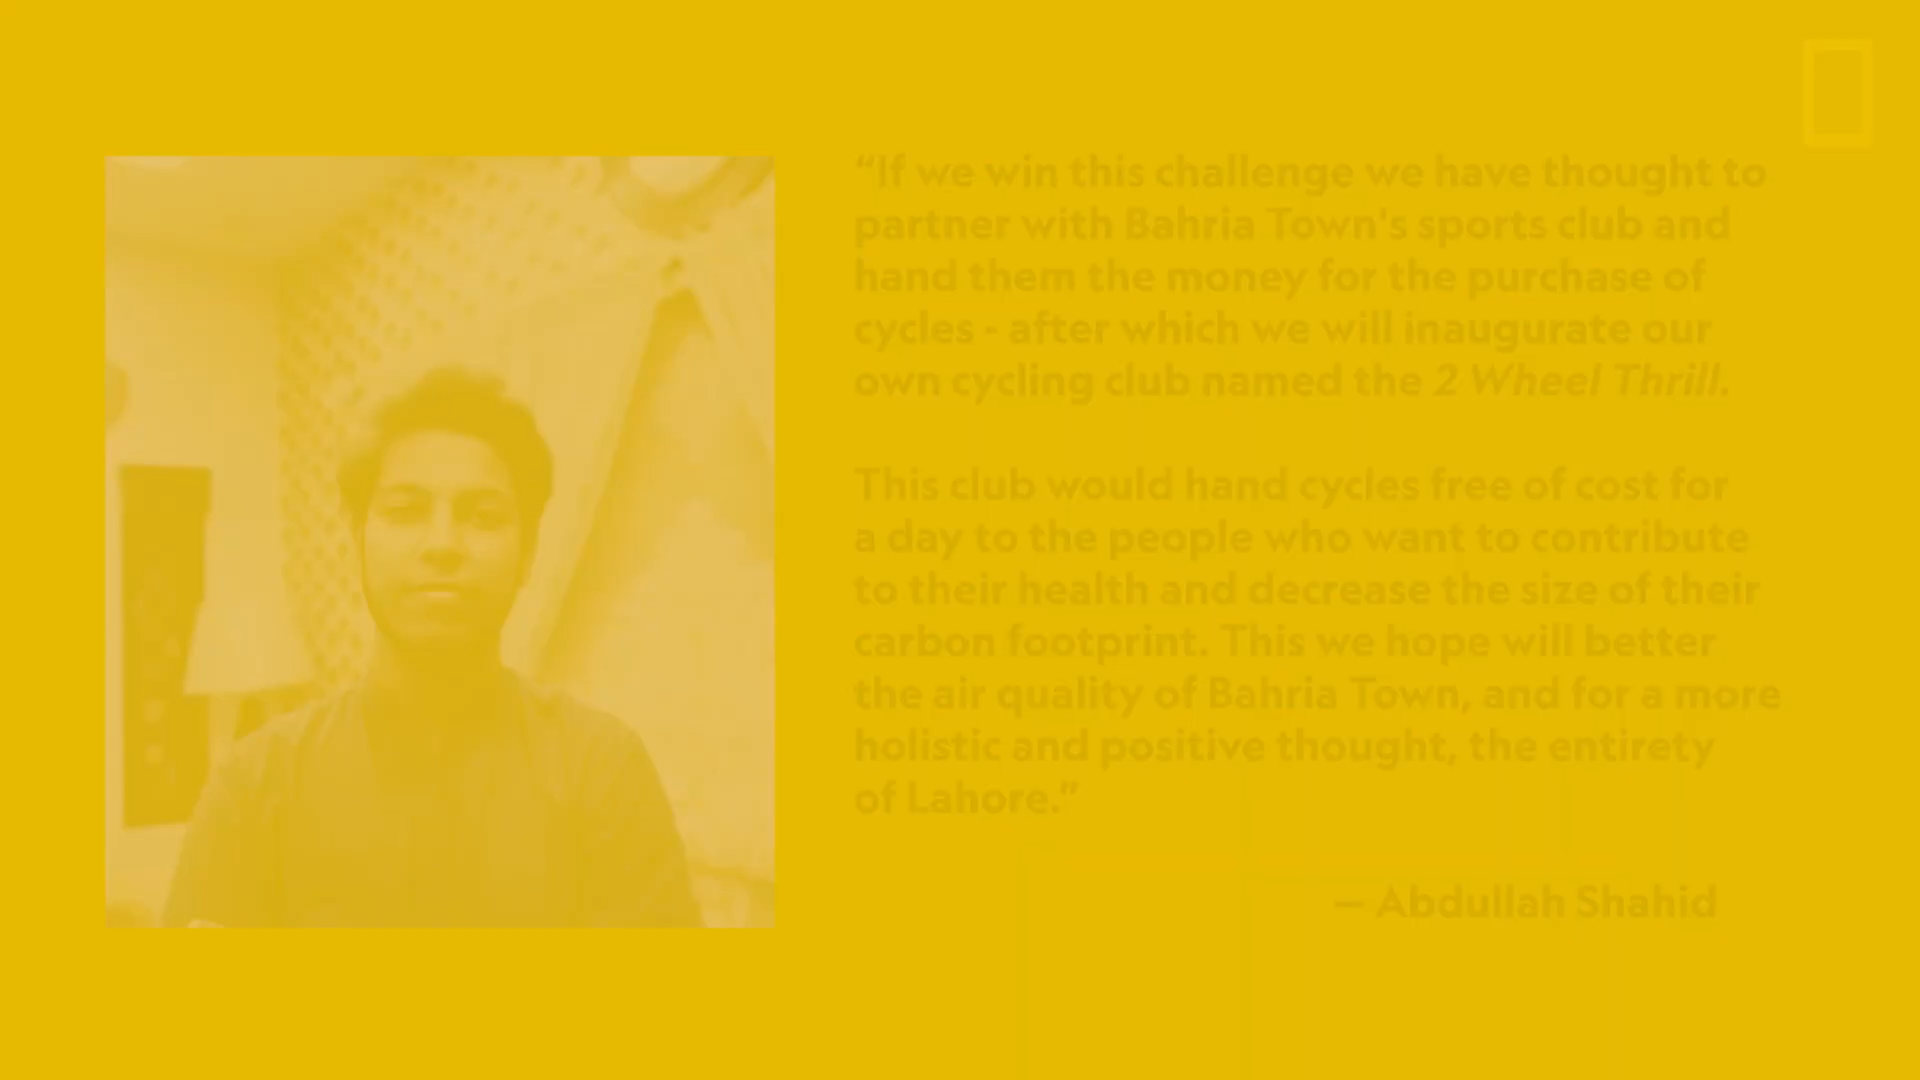 “If we win this challenge we have thought to
partner with Bahria Town's sports club and
hand them the money for the purchase of
cycles - after which we will inaugurate our
own cycling club named the 2 Wheel Thrill.
This club would hand cycles free of cost for
a day to the people who want to contribute
to their health and decrease the size of their
carbon footprint. This we hope will better
the air quality of Bahria Town, and for a more
holistic and positive thought, the entirety
of Lahore.”
— Abdullah Shahid